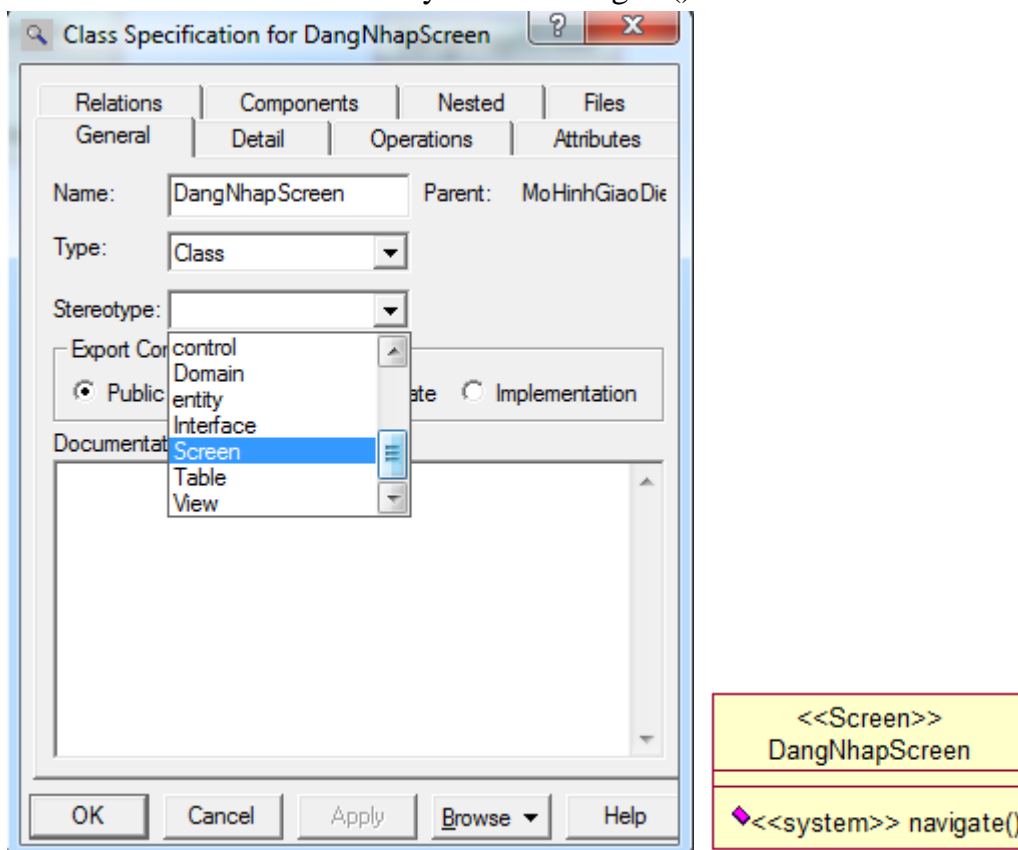 Class Specification for DangNhapScreen
Relations Components Nested Files
General Detail Operations Attributes
Name: DangNhapScreen Parent: MoHinhGiaoDie
Type: Class
Stereotype:
Export Cor
control
Domain
Public ate Implementation
entity
Interface
Documentat
Screen
Table
View
OK Cancel Apply Browse Help
<<Screen>>
DangNhapScreen
<<system>> navigate()